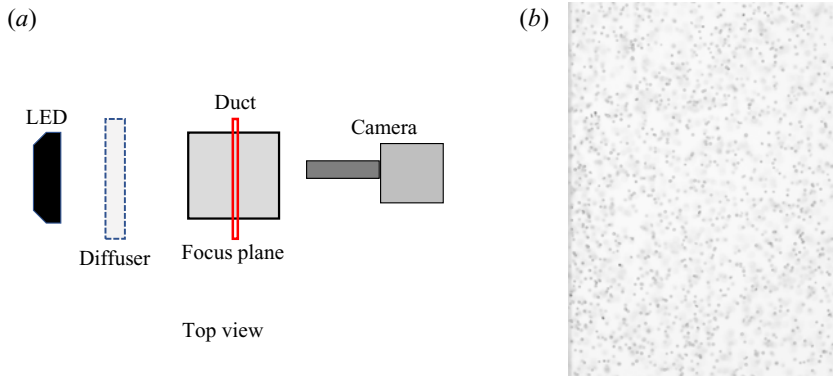 (a)
(b)
LED
Duct
Camera
Diffuser
Focus plane
Top view